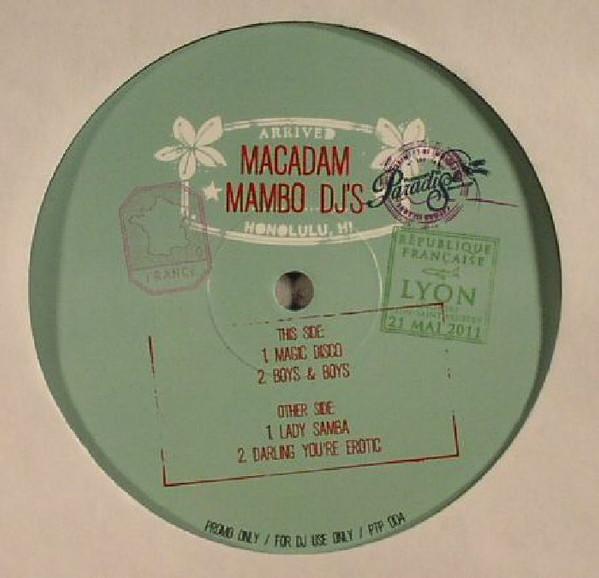 ARRIVED
MACADAM
MAMBO DJ'S
HONOLULU, HI
Paradise
FRANCE
RÉPUBLIQUE
FRANÇAISE
LYON
21 MAI 2011
THIS SIDE:
1. MAGIC DISCO
2. BOYS & BOYS
OTHER SIDE:
1. LADY SAMBA
2. DARLING YOU'RE EROTIC
PROMO ONLY / FOR DJ USE ONLY / PTP 004